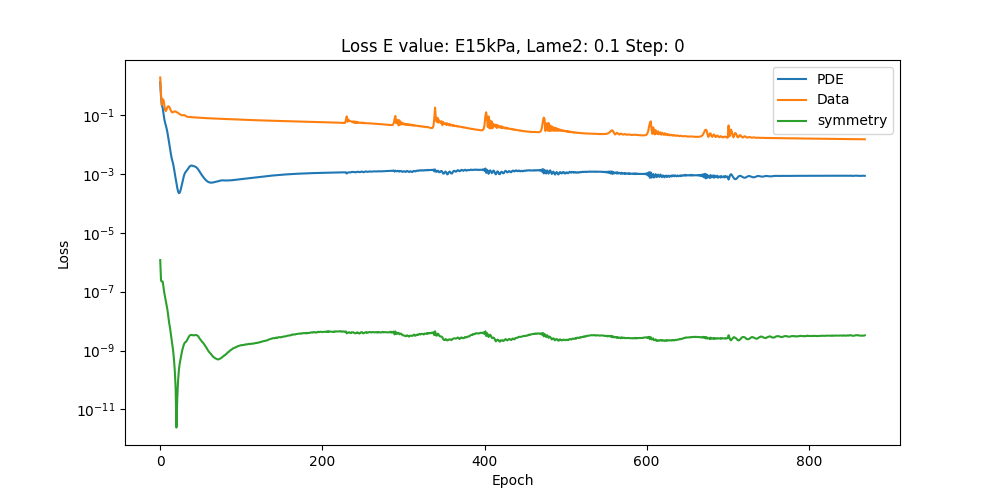 Loss E value: E15kPa, Lame2: 0.1 Step: 0
PDE
Data
symmetry
Loss
10⁻¹
10⁻³
10⁻⁵
10⁻⁷
10⁻⁹
10⁻¹¹
0 200 400 600 800
Epoch